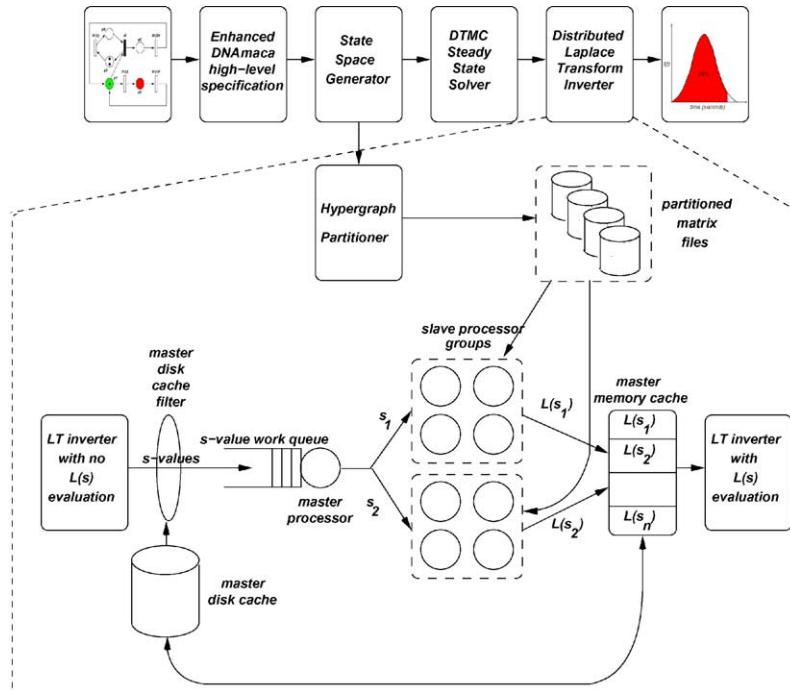 Enhanced
DNAmaca
high-level
specification
State
Space
Generator
DTMC
Steady
State
Solver
Distributed
Laplace
Transform
Inverter
Hypergraph
Partitioner
partitioned
matrix
files
slave processor
groups
master
disk
cache
filter
master
memory cache
LT inverter
with no
L(s)
evaluation
s-values
s-value work queue
master
processor
s1
s2
L(s1)
L(s2)
L(s1)
L(s2)
L(sn)
LT inverter
with
L(s)
evaluation
master
disk cache